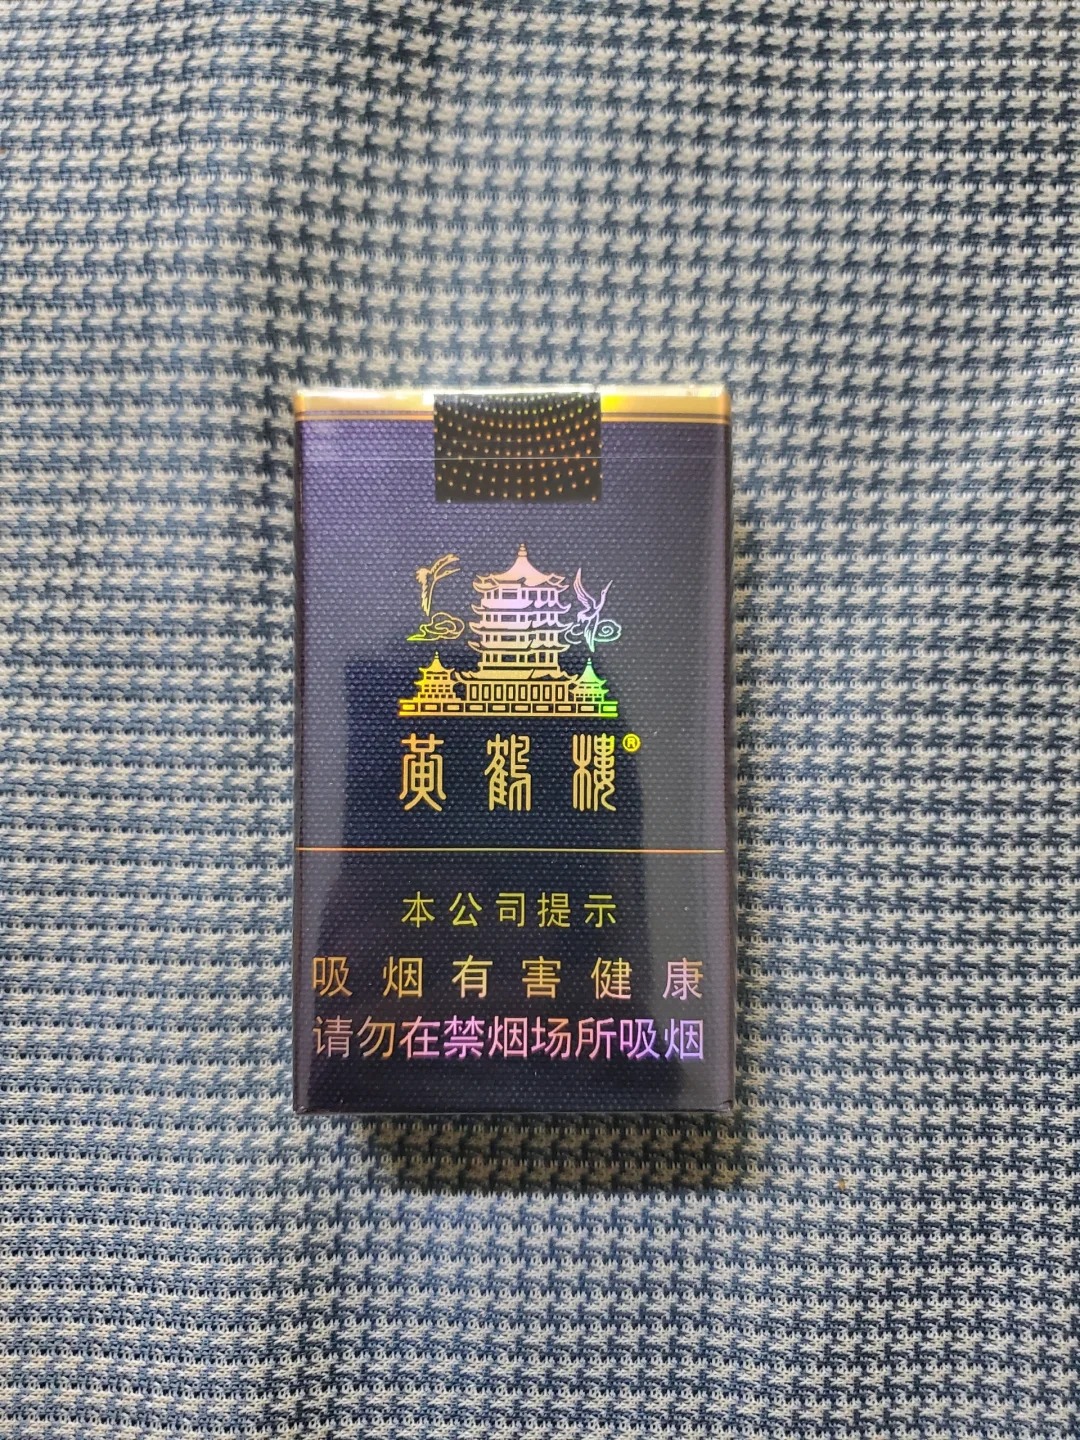 黄鹤楼®
本公司提示
吸烟有害健康
请勿在禁烟场所吸烟